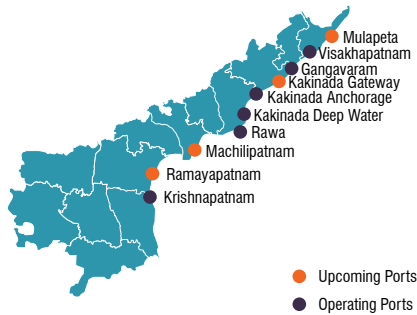 Mulapeta
Visakhapatnam
Gangavaram
Kakinada Gateway
Kakinada Anchorage
Kakinada Deep Water
Rawa
Machilipatnam
Ramayapatnam
Krishnapatnam
Upcoming Ports
Operating Ports